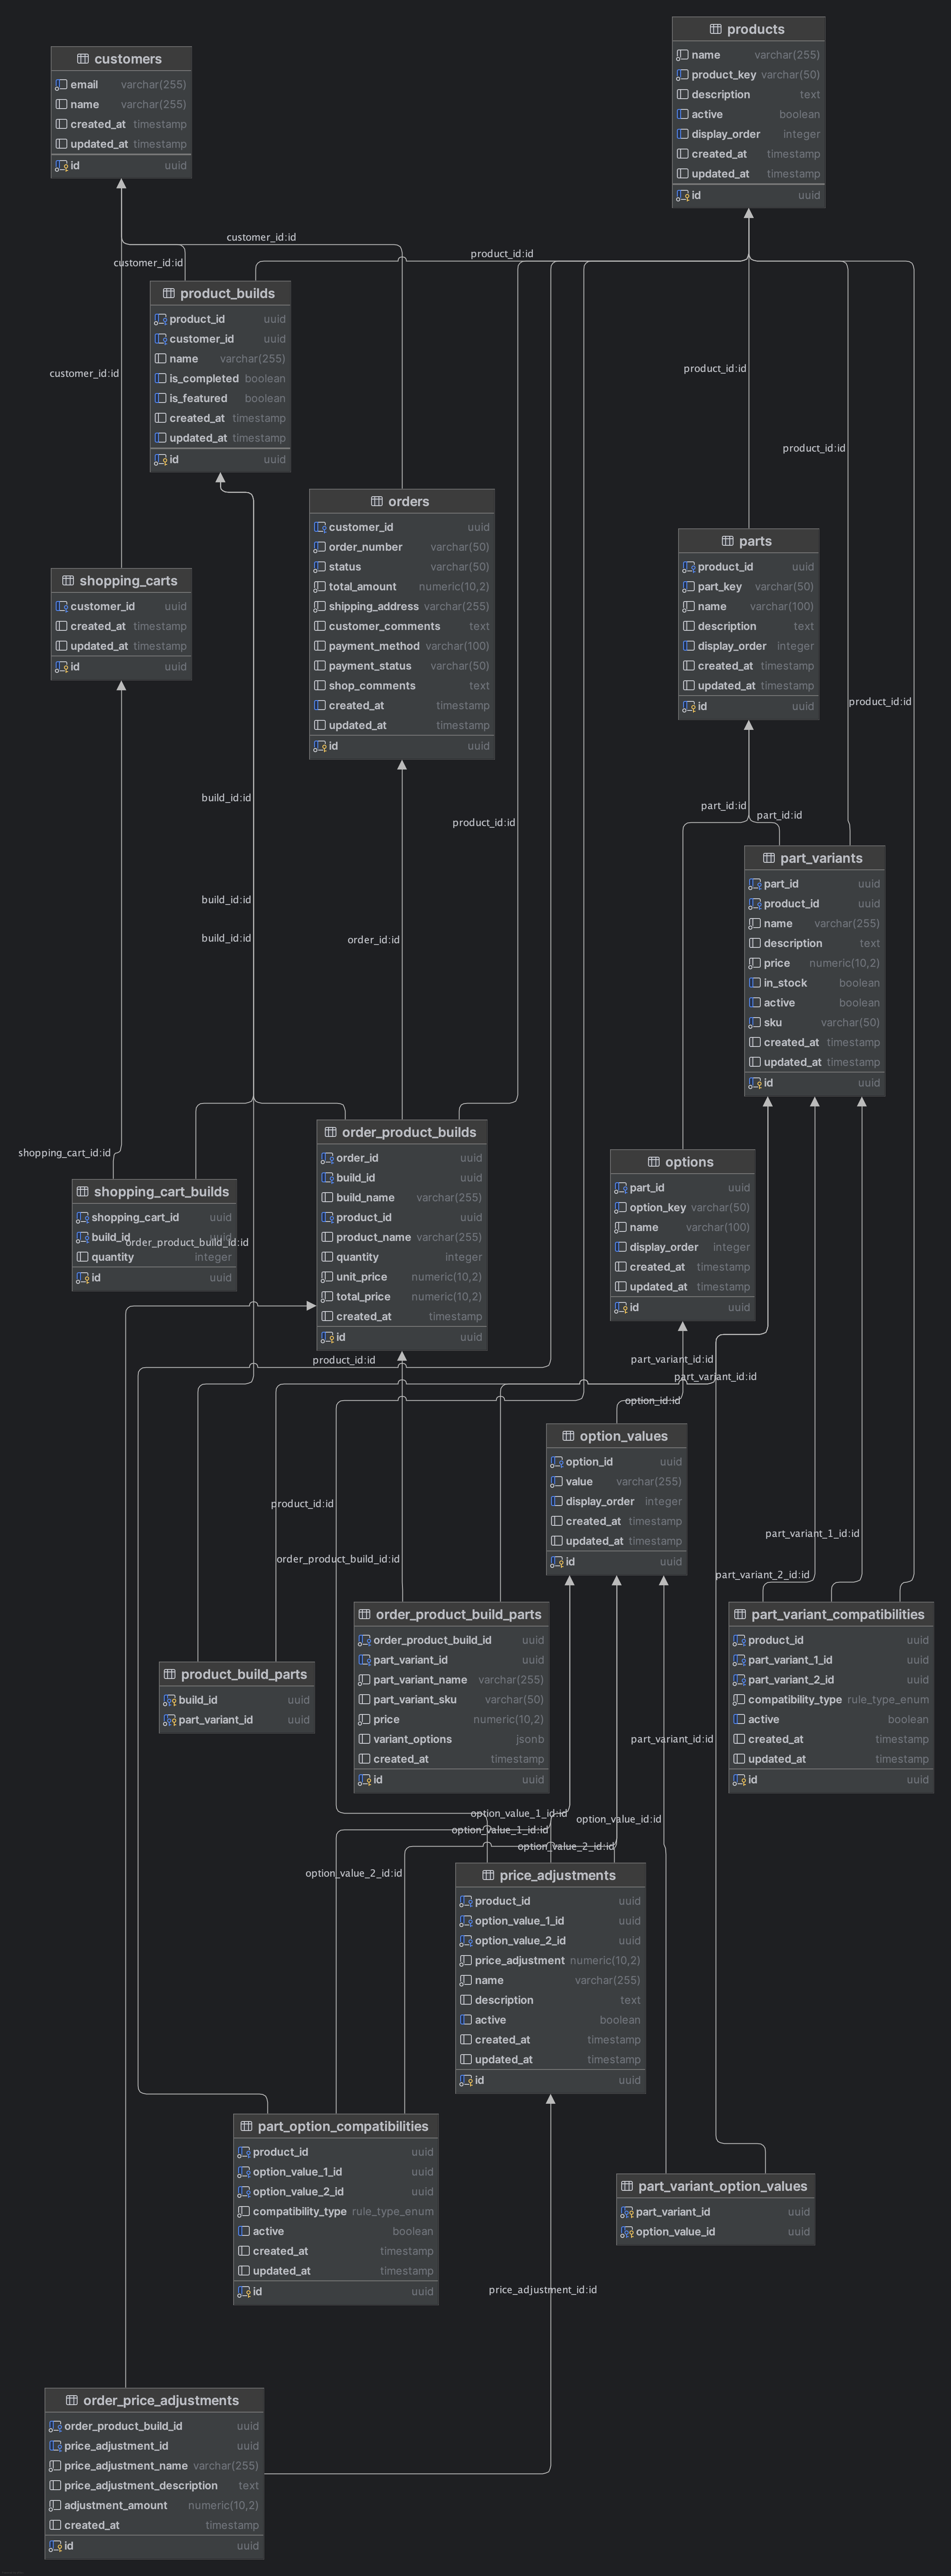 products
name varchar(255)
product_key varchar(50)
description text
active boolean
display_order integer
created_at timestamp
updated_at timestamp
id uuid
customers
email varchar(255)
name varchar(255)
created_at timestamp
updated_at timestamp
id uuid
customer_id:id
product_id:id
customer_id:id
product_builds
product_id uuid
customer_id uuid
name varchar(255)
is_completed boolean
is_featured boolean
created_at timestamp
updated_at timestamp
id uuid
product_id:id
customer_id:id
product_id:id
orders
customer_id uuid
order_number varchar(50)
status varchar(50)
total_amount numeric(10,2)
shipping_address varchar(255)
customer_comments text
payment_method varchar(100)
payment_status varchar(50)
shop_comments text
created_at timestamp
updated_at timestamp
id uuid
parts
product_id uuid
part_key varchar(50)
name varchar(100)
description text
display_order integer
created_at timestamp
updated_at timestamp
id uuid
shopping_carts
customer_id uuid
created_at timestamp
updated_at timestamp
id uuid
product_id:id
build_id:id
part_id:id
part_id:id
product_id:id
part_variants
part_id uuid
product_id uuid
name varchar(255)
description text
price numeric(10,2)
in_stock boolean
active boolean
sku varchar(50)
created_at timestamp
updated_at timestamp
id uuid
build_id:id
build_id:id
order_id:id
order_product_builds
order_id uuid
build_id uuid
build_name varchar(255)
product_id uuid
product_name varchar(255)
quantity integer
unit_price numeric(10,2)
total_price numeric(10,2)
created_at timestamp
id uuid
shopping_cart_id:id
options
part_id uuid
option_key varchar(50)
name varchar(100)
display_order integer
created_at timestamp
updated_at timestamp
id uuid
shopping_cart_builds
shopping_cart_id uuid
build_id uuid
order_product_build_id:id
quantity integer
id uuid
product_id:id
part_variant_id:id
part_variant_id:id
option_id:id
option_values
option_id uuid
value varchar(255)
display_order integer
created_at timestamp
updated_at timestamp
id uuid
product_id:id
part_variant_1_id:id
order_product_build_id:id
part_variant_2_id:id
order_product_build_parts
order_product_build_id uuid
part_variant_id uuid
part_variant_name varchar(255)
part_variant_sku varchar(50)
price numeric(10,2)
variant_options jsonb
created_at timestamp
id uuid
part_variant_compatibilities
product_id uuid
part_variant_1_id uuid
part_variant_2_id uuid
compatibility_type rule_type_enum
active boolean
created_at timestamp
updated_at timestamp
id uuid
product_build_parts
build_id uuid
part_variant_id uuid
part_variant_id:id
option_value_1_id:id
option_value_id:id
option_value_1_id:id
option_value_2_id:id
option_value_2_id:id
price_adjustments
product_id uuid
option_value_1_id uuid
option_value_2_id uuid
price_adjustment numeric(10,2)
name varchar(255)
description text
active boolean
created_at timestamp
updated_at timestamp
id uuid
part_option_compatibilities
product_id uuid
option_value_1_id uuid
option_value_2_id uuid
compatibility_type rule_type_enum
active boolean
created_at timestamp
updated_at timestamp
id uuid
part_variant_option_values
part_variant_id uuid
option_value_id uuid
price_adjustment_id:id
order_price_adjustments
order_product_build_id uuid
price_adjustment_id uuid
price_adjustment_name varchar(255)
price_adjustment_description text
adjustment_amount numeric(10,2)
created_at timestamp
id uuid